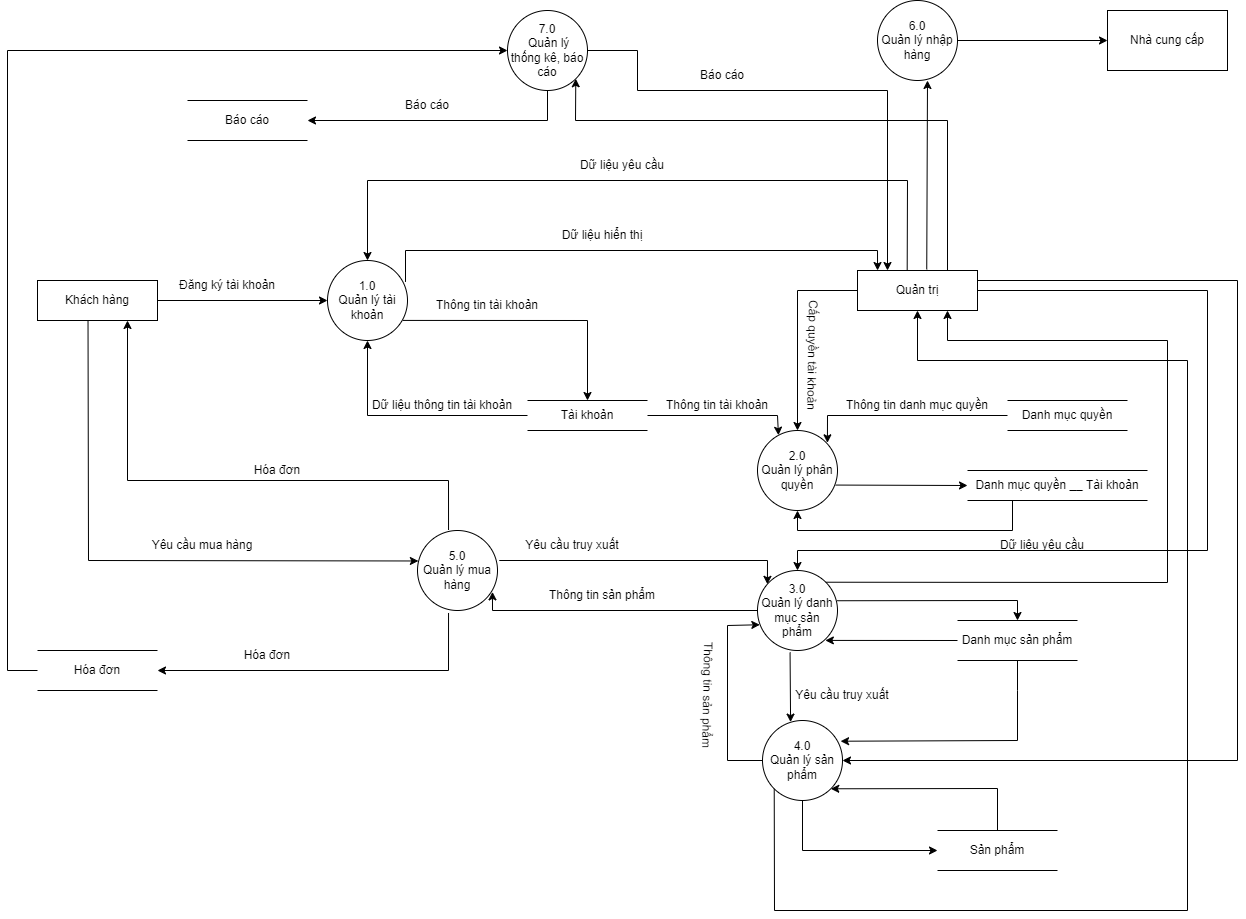 7.0
Quản lý
thống kê, báo
cáo
6.0
Quản lý nhập
hàng
Nhà cung cấp
Báo cáo
Báo cáo
Báo cáo
Dữ liệu yêu cầu
Dữ liệu hiển thị
Khách hàng
Đăng ký tài khoản
1.0
Quản lý tài
khoản
Thông tin tài khoản
Quản trị
Cấp quyền tài khoản
Dữ liệu thông tin tài khoản
Tài khoản
Thông tin tài khoản
Thông tin danh mục quyền
Danh mục quyền
2.0
Quản lý phân
quyền
Danh mục quyền __ Tài khoản
Hóa đơn
Yêu cầu mua hàng
5.0
Quản lý mua
hàng
Yêu cầu truy xuất
Dữ liệu yêu cầu
Thông tin sản phẩm
3.0
Quản lý danh
mục sản
phẩm
Danh mục sản phẩm
Hóa đơn
Hóa đơn
Thông tin sản phẩm
Yêu cầu truy xuất
4.0
Quản lý sản
phẩm
Sản phẩm